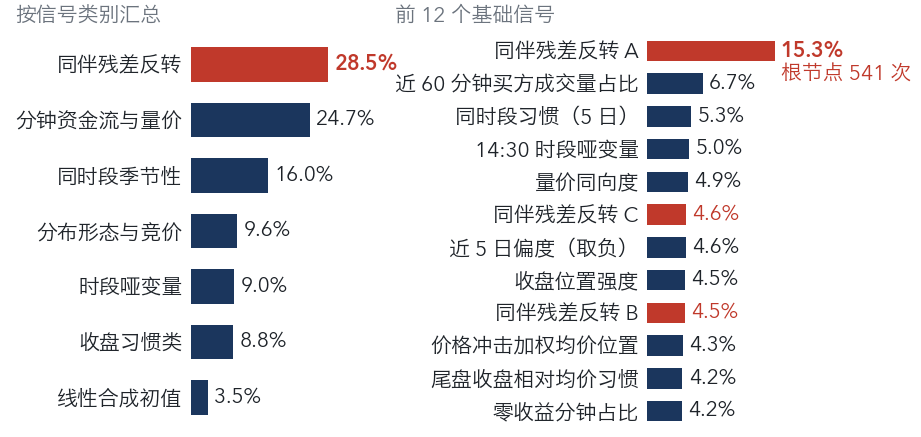 按信号类别汇总
同伴残差反转 28.5%
分钟资金流与量价 24.7%
同时段季节性 16.0%
分布形态与竞价 9.6%
时段哑变量 9.0%
收盘习惯类 8.8%
线性合成初值 3.5%
前 12 个基础信号
同伴残差反转 A 15.3%
根节点 541 次
近 60 分钟买方成交量占比 6.7%
同时段习惯（5 日） 5.3%
14:30 时段哑变量 5.0%
量价同向度 4.9%
同伴残差反转 C 4.6%
近 5 日偏度（取负） 4.6%
收盘位置强度 4.5%
同伴残差反转 B 4.5%
价格冲击加权均价位置 4.3%
尾盘收盘相对均价习惯 4.2%
零收益分钟占比 4.2%